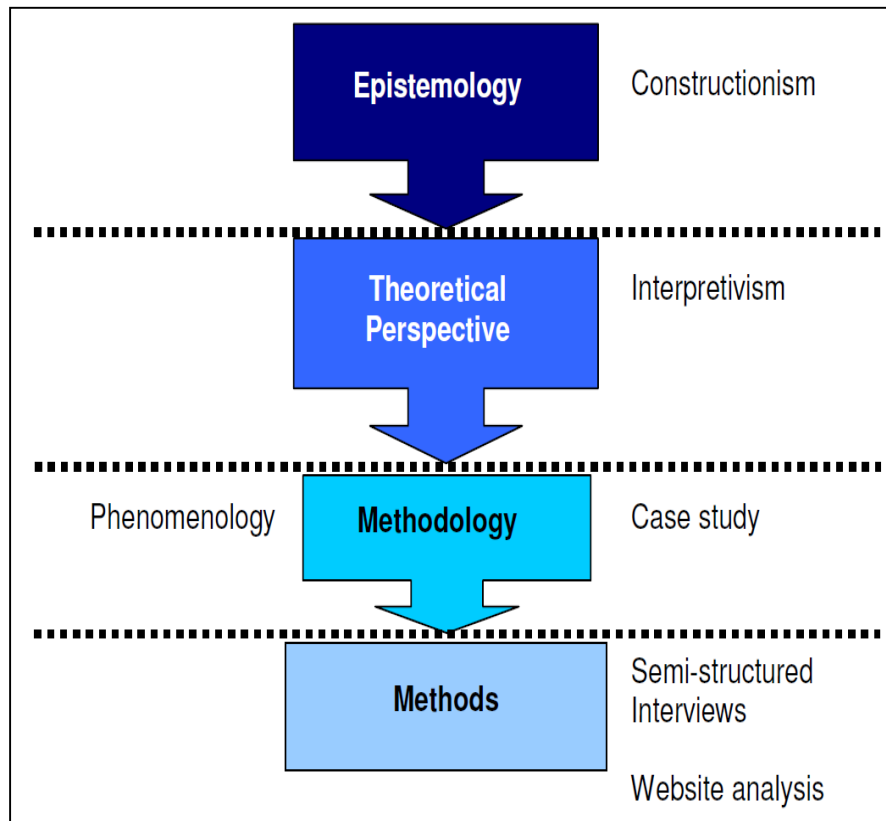 Epistemology
Constructionism
Theoretical
Perspective
Interpretivism
Phenomenology
Methodology
Case study
Methods
Semi-structured
Interviews
Website analysis